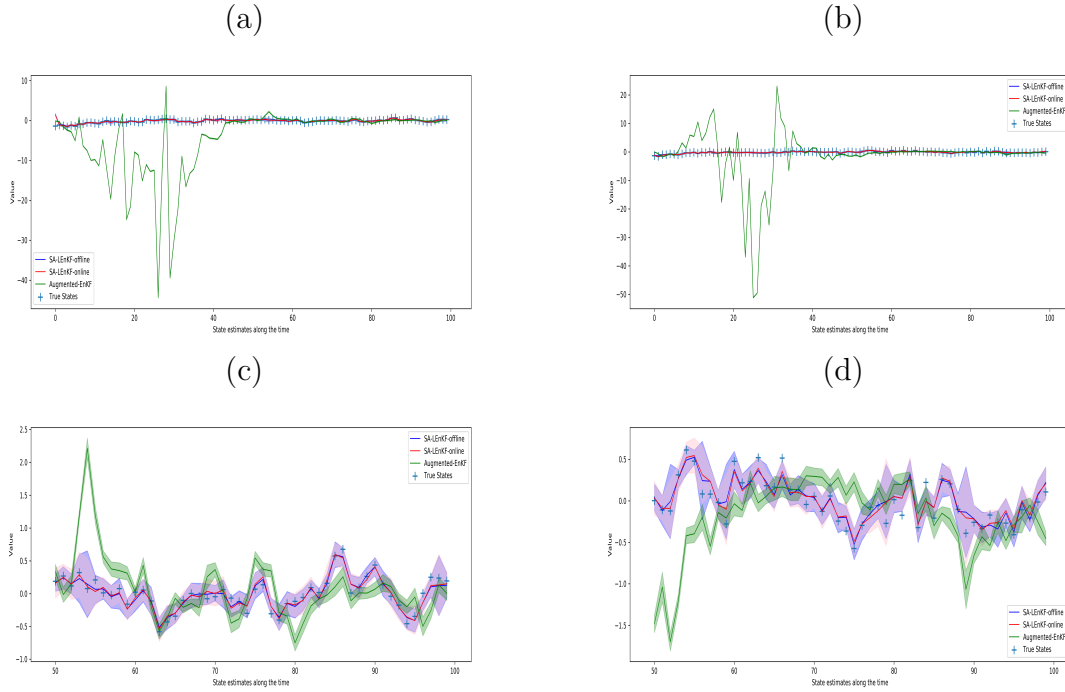 (a)
10
0
−10
−20
−30
−40
Value
SA-LEnKF-offline
SA-LEnKF-online
Augmented-EnKF
True States
0
20
40
60
80
100
State estimates along the time
(b)
20
10
0
−10
−20
−30
−40
−50
Value
SA-LEnKF-offline
SA-LEnKF-online
Augmented-EnKF
True States
0
20
40
60
80
100
State estimates along the time
(c)
2.5
2.0
1.5
1.0
0.5
0.0
−0.5
−1.0
Value
SA-LEnKF-offline
SA-LEnKF-online
Augmented-EnKF
True States
50
60
70
80
90
100
State estimates along the time
(d)
0.5
0.0
−0.5
−1.0
−1.5
Value
SA-LEnKF-offline
SA-LEnKF-online
Augmented-EnKF
True States
50
60
70
80
90
100
State estimates along the time